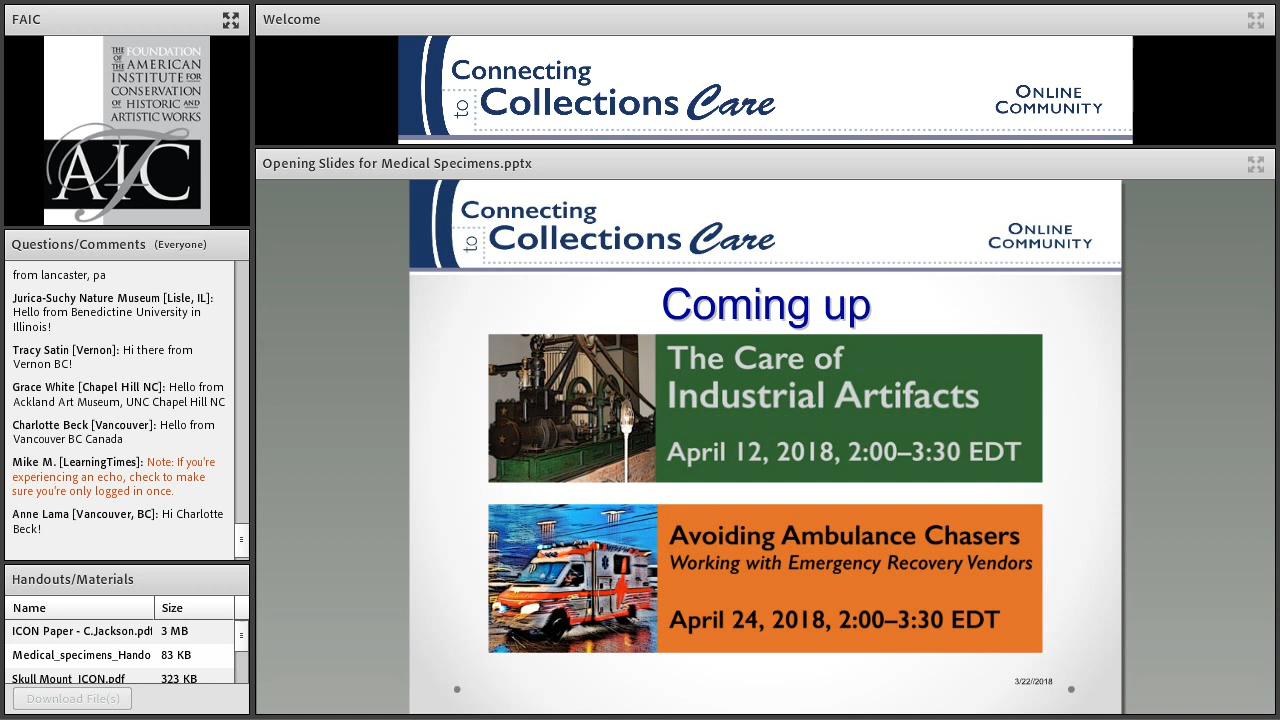 FAIC
THE FOUNDATION
OF THE AMERICAN
INSTITUTE FOR
CONSERVATION
OF HISTORIC AND
ARTISTIC WORKS
AIC
Questions/Comments (Everyone)
from lancaster, pa
Jurica-Suchy Nature Museum [Lisle, IL]:
Hello from Benedictine University in
Illinois!
Tracy Satin [Vernon]: Hi there from
Vernon BC!
Grace White [Chapel Hill NC]: Hello from
Ackland Art Museum, UNC Chapel Hill NC
Charlotte Beck [Vancouver]: Hello from
Vancouver BC Canada
Mike M. [LearningTimes]: Note: If you're
experiencing an echo, check to make
sure you're only logged in once.
Anne Lama [Vancouver, BC]: Hi Charlotte
Beck!
Handouts/Materials
Name Size
ICON Paper - C.Jackson.pdf 3 MB
Medical_specimens_Hando 83 KB
Skull Mount_ICON.pdf 323 KB
Download File(s)
Welcome
Connecting
to Collections Care
ONLINE
COMMUNITY
Opening Slides for Medical Specimens.pptx
Connecting
to Collections Care
ONLINE
COMMUNITY
Coming up
The Care of
Industrial Artifacts
April 12, 2018, 2:00–3:30 EDT
Avoiding Ambulance Chasers
Working with Emergency Recovery Vendors
April 24, 2018, 2:00–3:30 EDT
3/22//2018